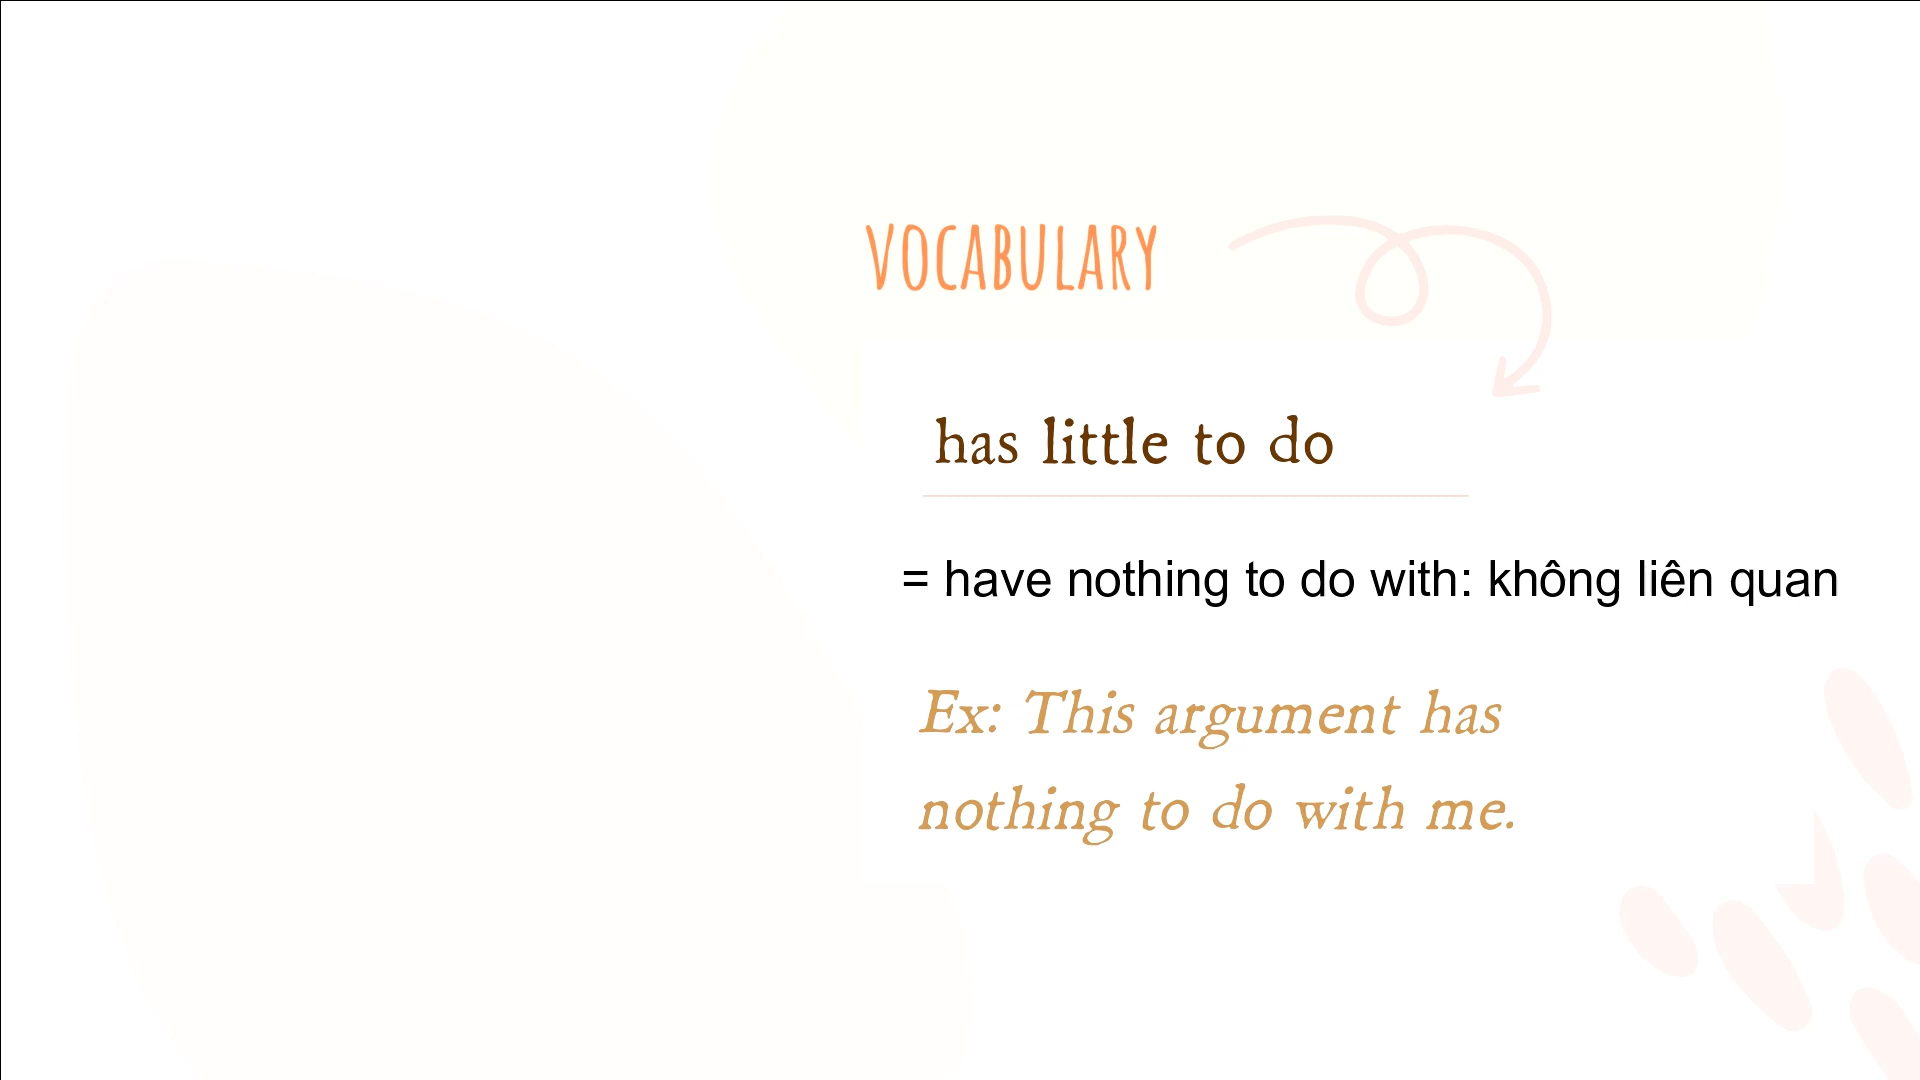 VOCABULARY
has little to do
= have nothing to do with: không liên quan
Ex: This argument has
nothing to do with me.